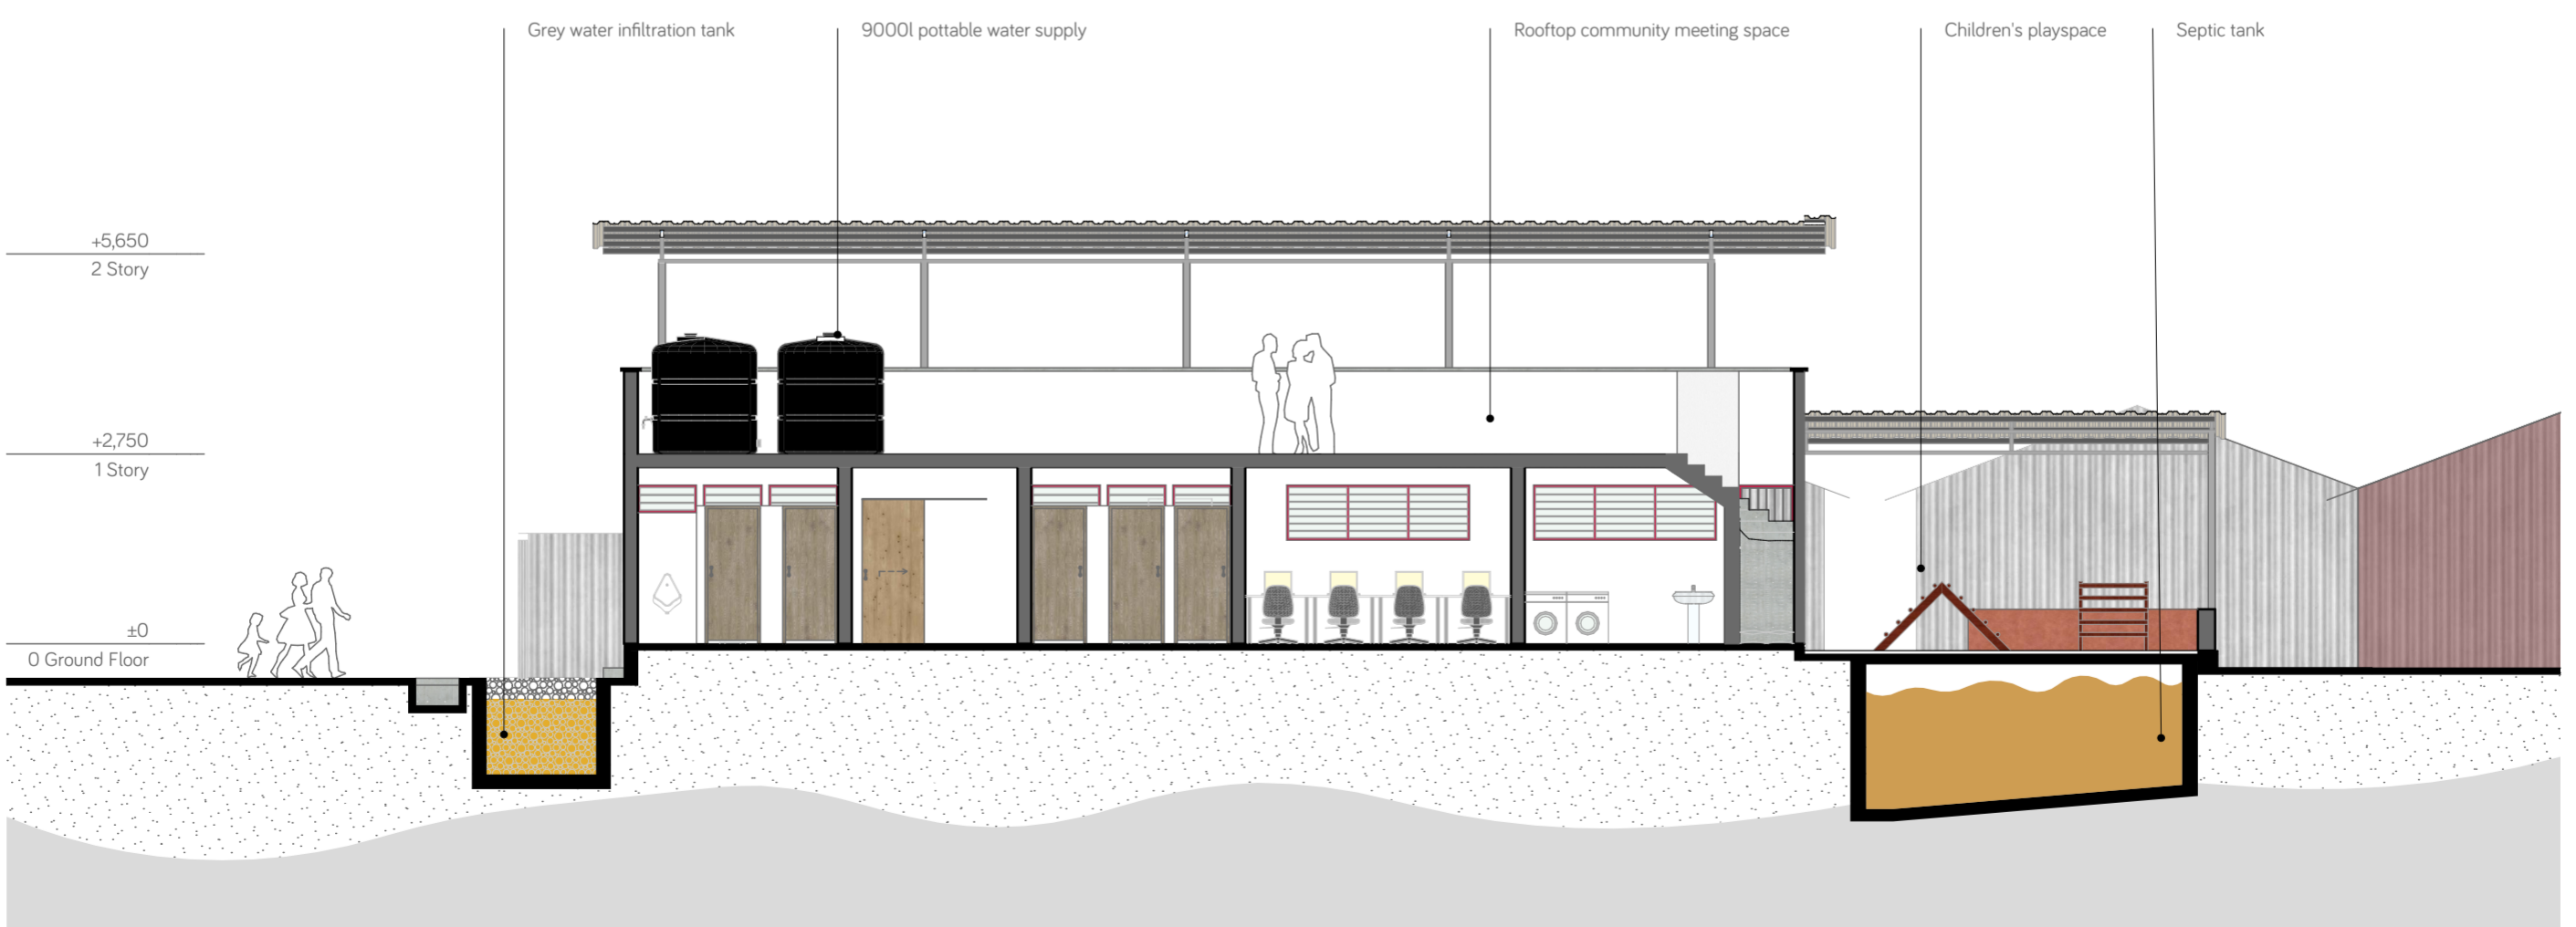 Grey water infiltration tank
9000l pottable water supply
Rooftop community meeting space
Children's playspace
Septic tank
+5,650
2 Story
+2,750
1 Story
±0
0 Ground Floor